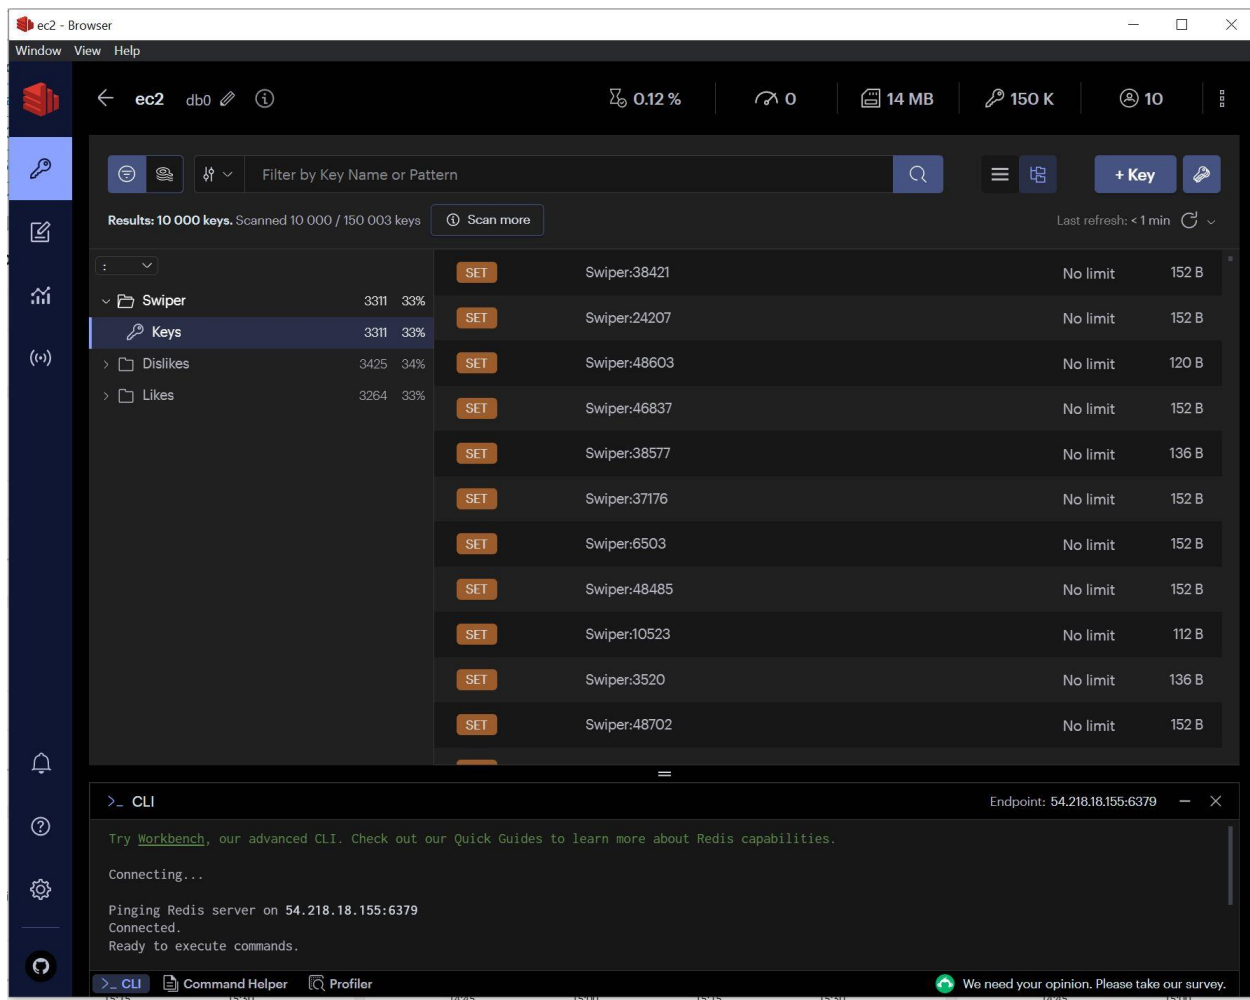 ec2 - Browser
Window View Help
ec2 db0 0.12 % 0 14 MB 150 K 10
Filter by Key Name or Pattern + Key
Results: 10 000 keys. Scanned 10 000 / 150 003 keys Scan more Last refresh: < 1 min
:
Swiper 3311 33%
Keys 3311 33%
Dislikes 3425 34%
Likes 3264 33%
SET Swiper:38421 No limit 152 B
SET Swiper:24207 No limit 152 B
SET Swiper:48603 No limit 120 B
SET Swiper:46837 No limit 152 B
SET Swiper:38577 No limit 136 B
SET Swiper:37176 No limit 152 B
SET Swiper:6503 No limit 152 B
SET Swiper:48485 No limit 152 B
SET Swiper:10523 No limit 112 B
SET Swiper:3520 No limit 136 B
SET Swiper:48702 No limit 152 B
>_ CLI Endpoint: 54.218.18.155:6379
Try Workbench, our advanced CLI. Check out our Quick Guides to learn more about Redis capabilities.
Connecting...
Pinging Redis server on 54.218.18.155:6379
Connected.
Ready to execute commands.
>_ CLI Command Helper Profiler We need your opinion. Please take our survey.